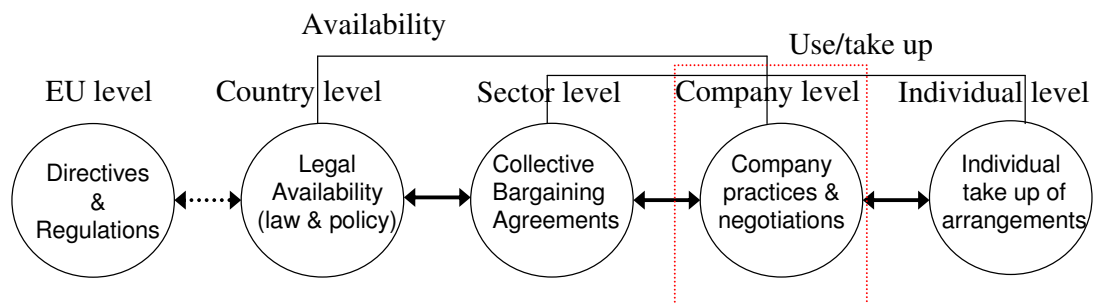 Availability
Use/take up
EU level
Country level
Sector level
Company level
Individual level
Directives
&
Regulations
Legal
Availability
(law & policy)
Collective
Bargaining
Agreements
Company
practices &
negotiations
Individual
take up of
arrangements